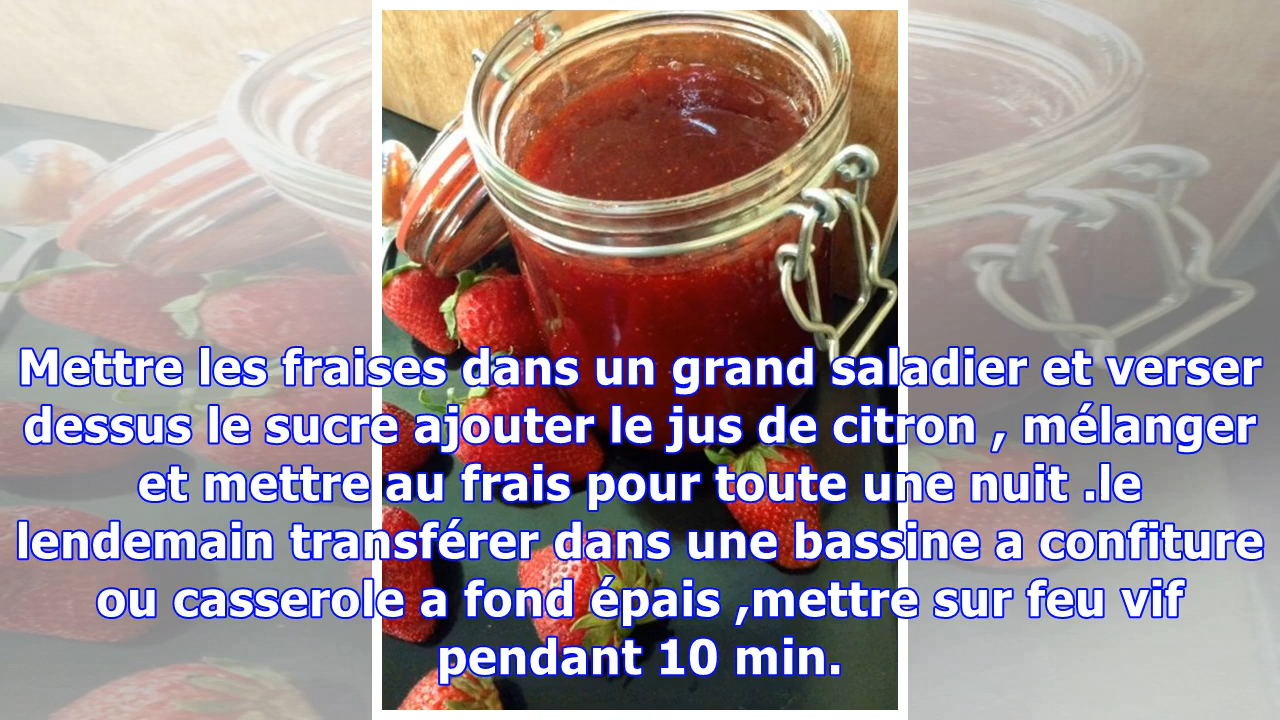 Mettre les fraises dans un grand saladier et verser
dessus le sucre ajouter le jus de citron , mélanger
et mettre au frais pour toute une nuit .le
lendemain transférer dans une bassine a confiture
ou casserole a fond épais ,mettre sur feu vif
pendant 10 min.